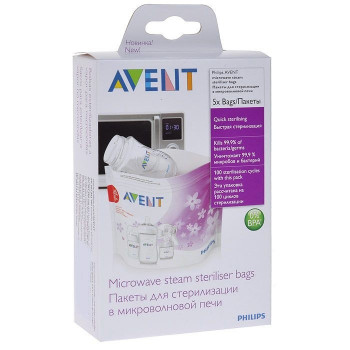 Новинка!
New!
AVENT
Philips AVENT
Microwave steam
steriliser bags
Пакеты для стерилизации
в микроволновой печи
5x Bags/Пакеты
Quick sterilising
Быстрая стерилизация
Kills 99.9% of
bacteria/germs
Уничтожает 99,9 %
микробов и бактерий
100 sterilisation cycles
with this pack
Эта упаковка
рассчитана на
100 циклов
стерилизации
0%
BPA
AVENT
Microwave steam steriliser bags
Пакеты для стерилизации
в микроволновой печи
PHILIPS